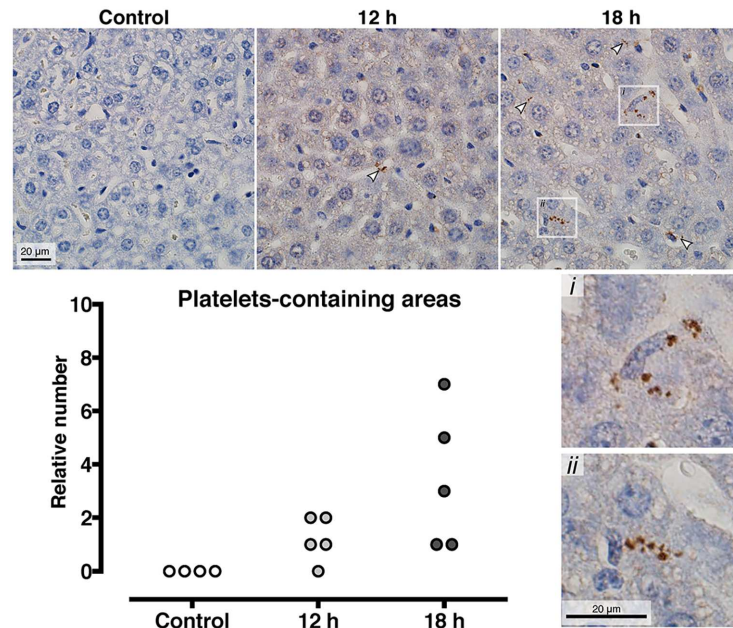 Control
12 h
18 h
i
ii
20 µm
Platelets-containing areas
Relative number
10
8
6
4
2
0
Control
12 h
18 h
i
ii
20 µm